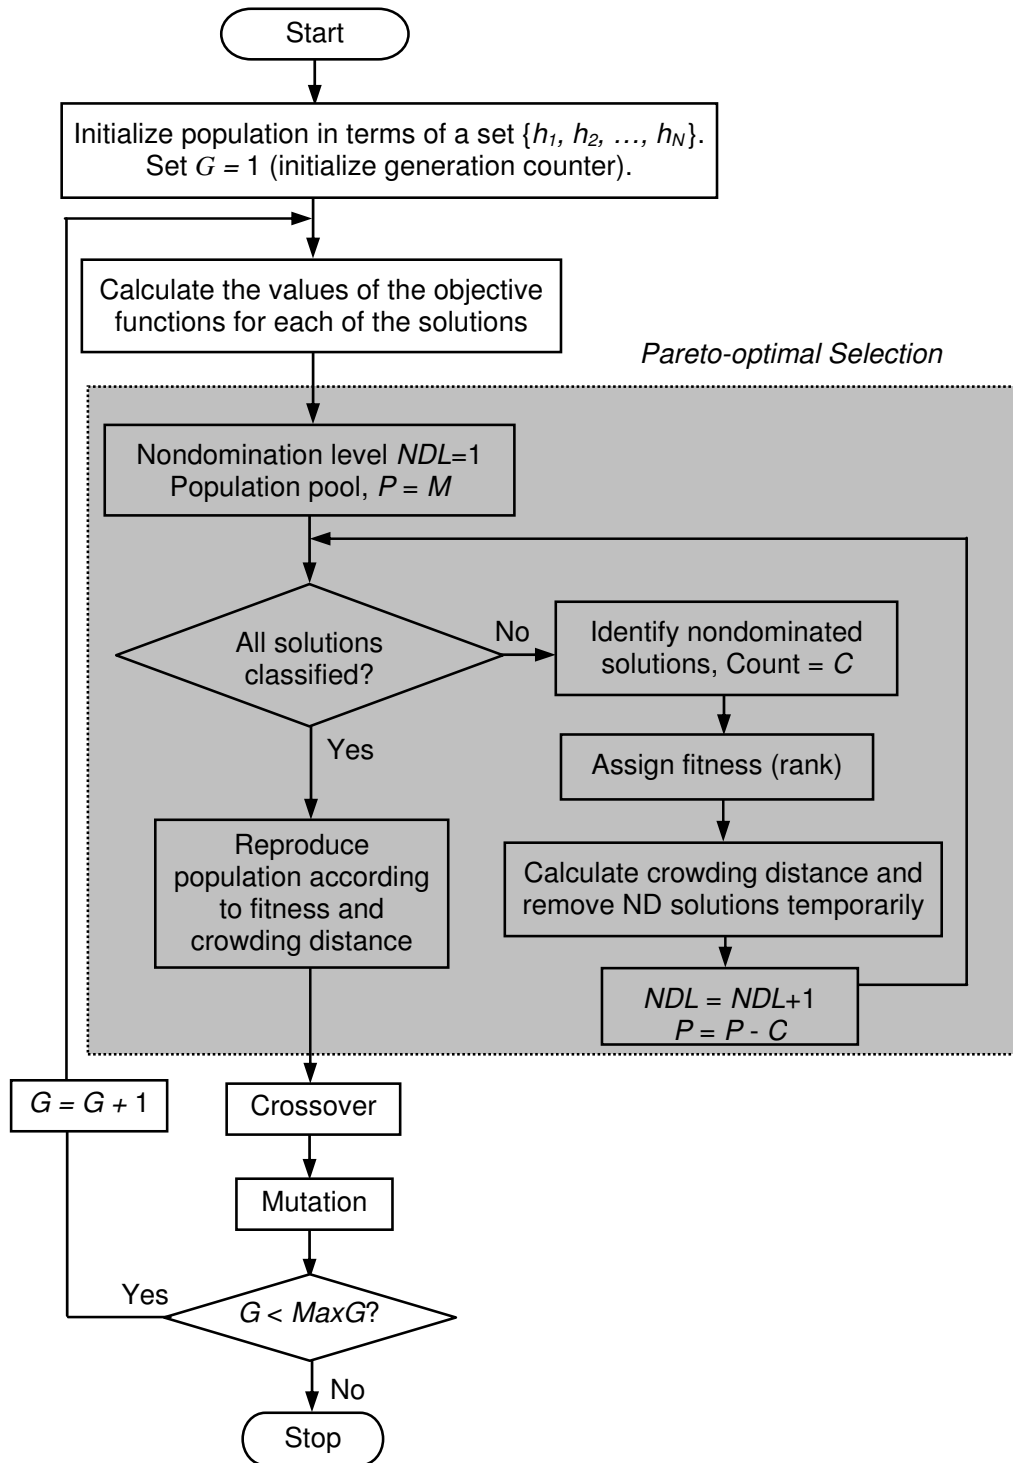 Start
Initialize population in terms of a set {h1, h2, …, hN}.
Set G = 1 (initialize generation counter).
Calculate the values of the objective
functions for each of the solutions
Pareto-optimal Selection
Nondomination level NDL=1
Population pool, P = M
All solutions
classified?
No
Identify nondominated
solutions, Count = C
Yes
Assign fitness (rank)
Reproduce
population according
to fitness and
crowding distance
Calculate crowding distance and
remove ND solutions temporarily
NDL = NDL+1
P = P - C
G = G + 1
Crossover
Mutation
Yes
G < MaxG?
No
Stop